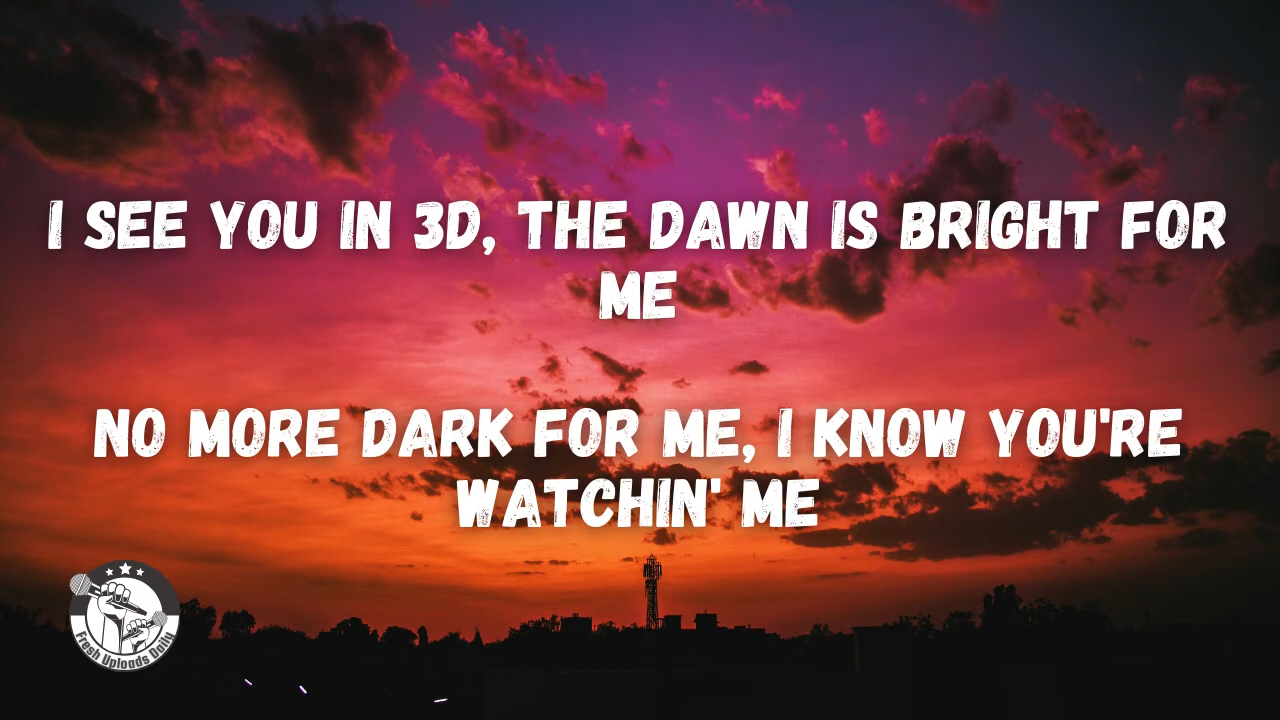 I SEE YOU IN 3D, THE DAWN IS BRIGHT FOR
ME
NO MORE DARK FOR ME, I KNOW YOU'RE
WATCHIN' ME
Fresh Uploads Daily